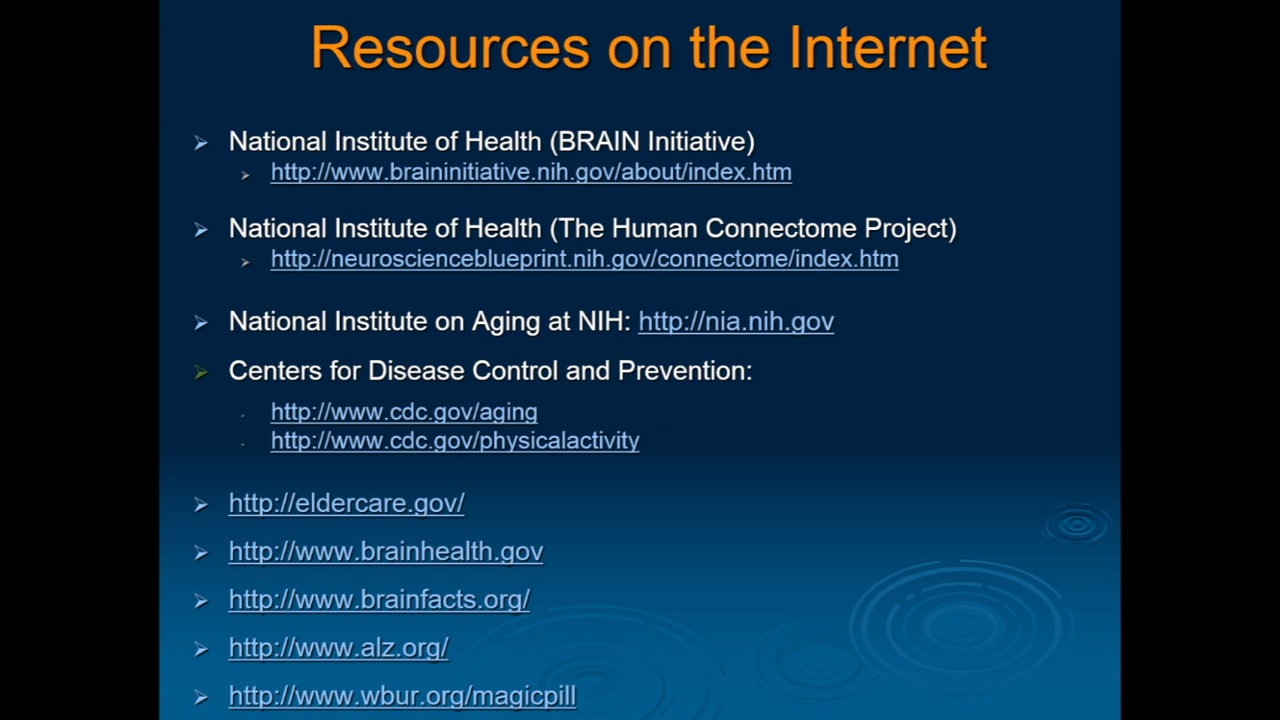 Resources on the Internet
National Institute of Health (BRAIN Initiative)
http://www.braininitiative.nih.gov/about/index.htm
National Institute of Health (The Human Connectome Project)
http://neuroscienceblueprint.nih.gov/connectome/index.htm
National Institute on Aging at NIH: http://nia.nih.gov
Centers for Disease Control and Prevention:
http://www.cdc.gov/aging
http://www.cdc.gov/physicalactivity
http://eldercare.gov/
http://www.brainhealth.gov
http://www.brainfacts.org/
http://www.alz.org/
http://www.wbur.org/magicpill